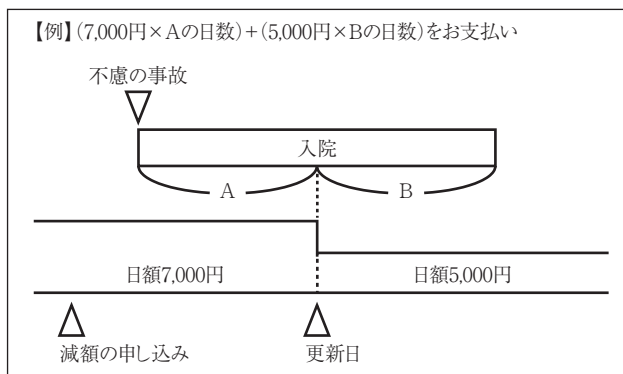 【例】(7,000円×Aの日数)+(5,000円×Bの日数)をお支払い
不慮の事故
入院
A
B
日額7,000円
日額5,000円
減額の申し込み
更新日